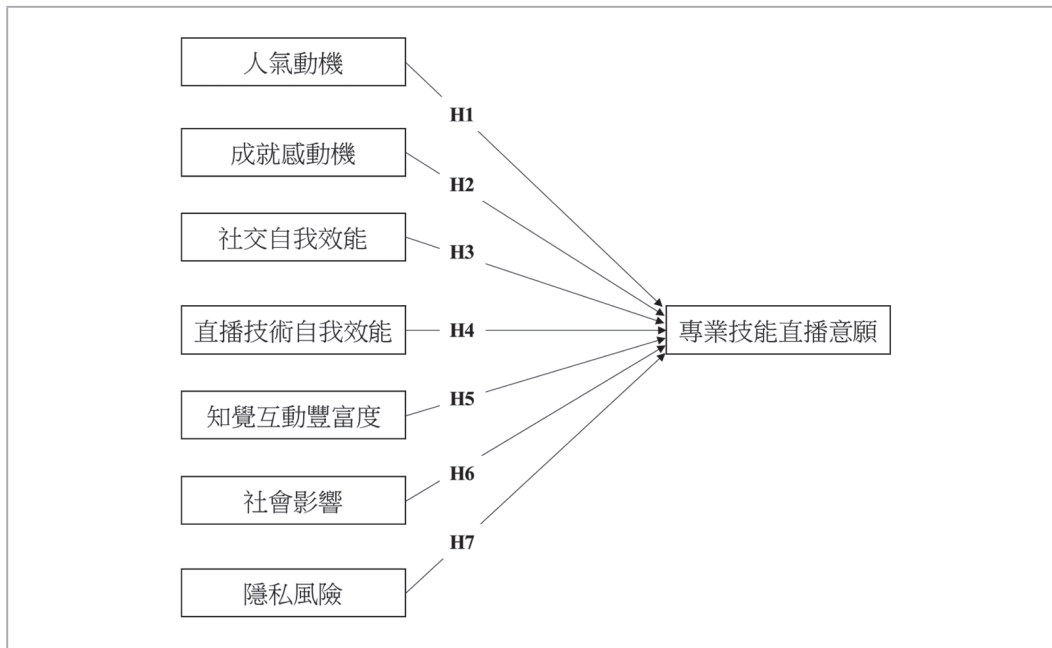 人氣動機
H1
成就感動機
H2
社交自我效能
H3
直播技術自我效能
H4
專業技能直播意願
知覺互動豐富度
H5
社會影響
H6
隱私風險
H7